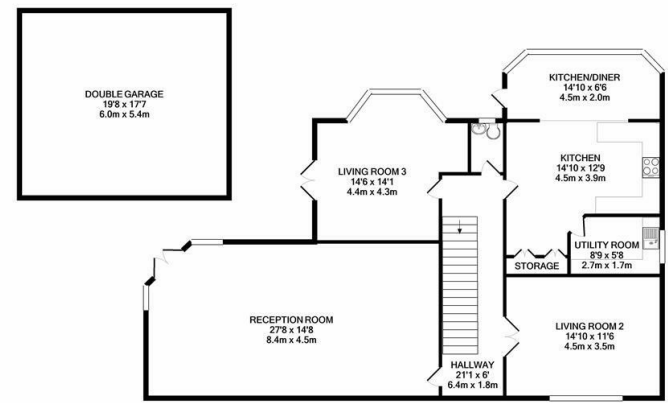 DOUBLE GARAGE
19'8 x 17'7
6.0m x 5.4m
KITCHEN/DINER
14'10 x 6'6
4.5m x 2.0m
LIVING ROOM 3
14'6 x 14'1
4.4m x 4.3m
KITCHEN
14'10 x 12'9
4.5m x 3.9m
UTILITY ROOM
8'9 x 5'8
2.7m x 1.7m
STORAGE
RECEPTION ROOM
27'8 x 14'8
8.4m x 4.5m
LIVING ROOM 2
14'10 x 11'6
4.5m x 3.5m
HALLWAY
21'1 x 6'
6.4m x 1.8m